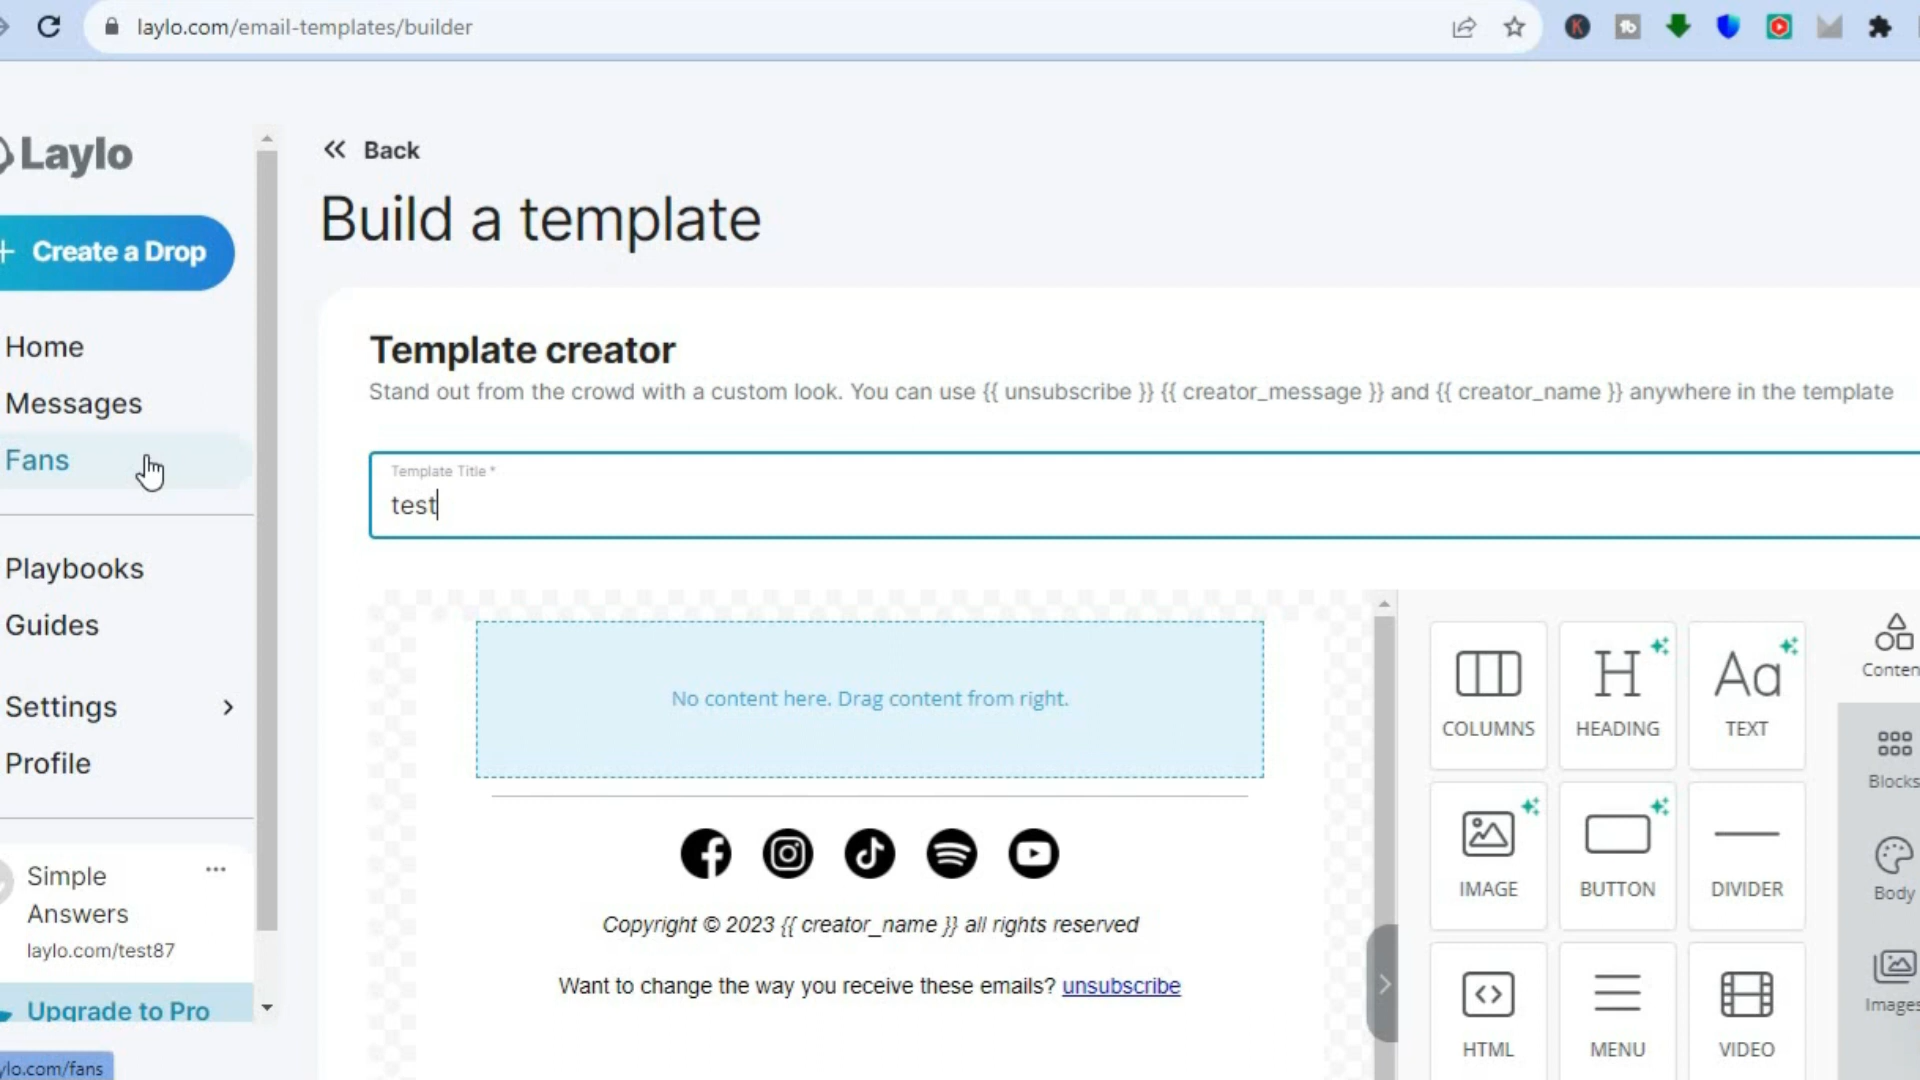 laylo.com/email-templates/builder
Laylo
Back
Build a template
+ Create a Drop
Home
Messages
Fans
Playbooks
Guides
Settings
Profile
Simple
Answers
laylo.com/test87
Upgrade to Pro
ylo.com/fans
Template creator
Stand out from the crowd with a custom look. You can use {{ unsubscribe }} {{ creator_message }} and {{ creator_name }} anywhere in the template
Template Title *
test
No content here. Drag content from right.
Copyright © 2023 {{ creator_name }} all rights reserved
Want to change the way you receive these emails? unsubscribe
COLUMNS
HEADING
TEXT
IMAGE
BUTTON
DIVIDER
HTML
MENU
VIDEO
Conten
Blocks
Body
Images